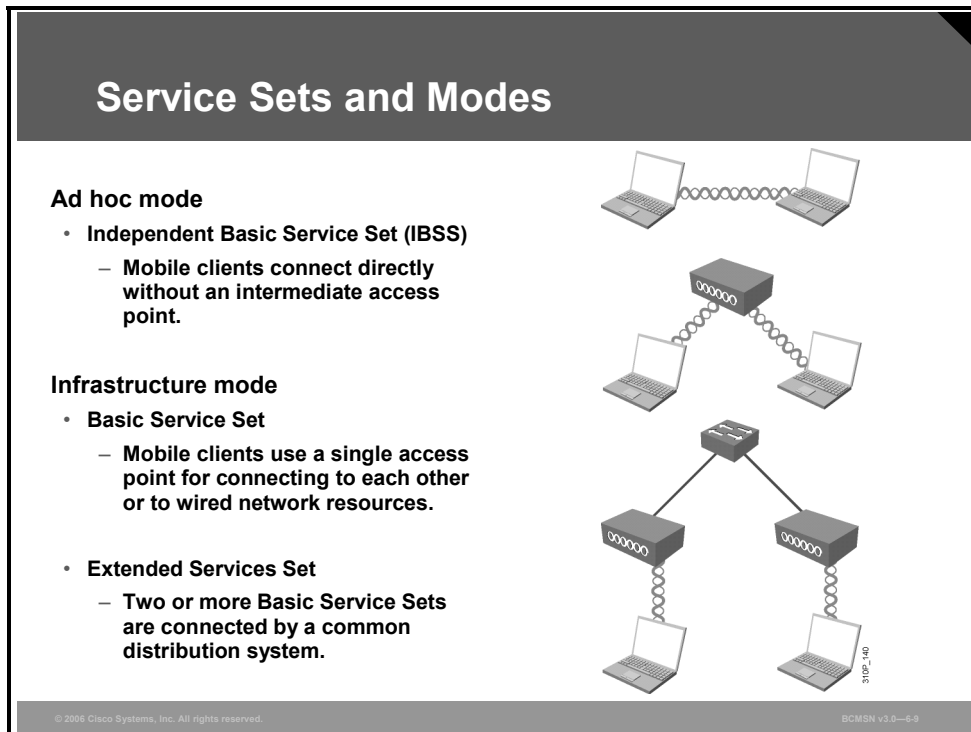 Service Sets and Modes
Ad hoc mode
• Independent Basic Service Set (IBSS)
– Mobile clients connect directly
without an intermediate access
point.
Infrastructure mode
• Basic Service Set
– Mobile clients use a single access
point for connecting to each other
or to wired network resources.
• Extended Services Set
– Two or more Basic Service Sets
are connected by a common
distribution system.
310P_140
© 2006 Cisco Systems, Inc. All rights reserved.
BCMSN v3.0—6-9